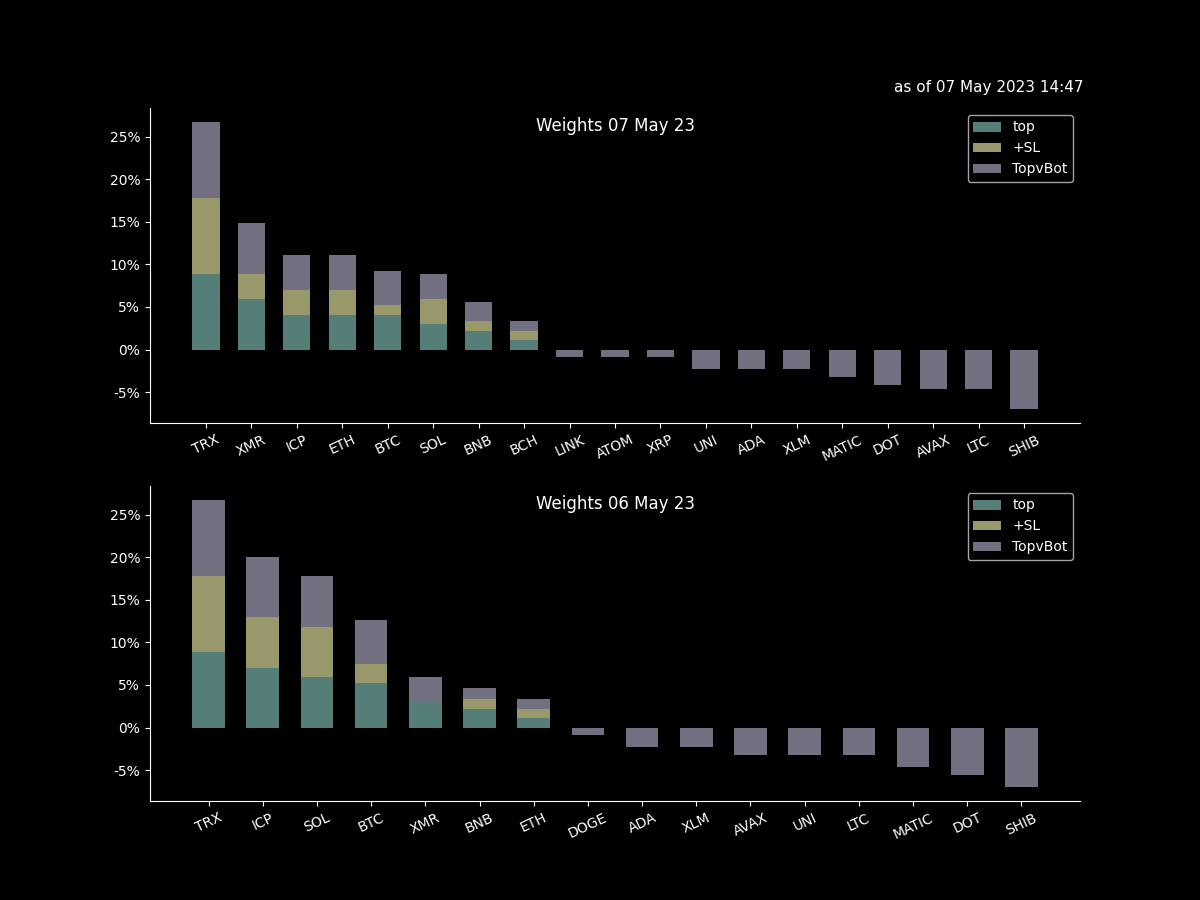 as of 07 May 2023 14:47
Weights 07 May 23
top
+SL
TopvBot
25%
20%
15%
10%
5%
0%
-5%
TRX XMR ICP ETH BTC SOL BNB BCH LINK ATOM XRP UNI ADA XLM MATIC DOT AVAX LTC SHIB
Weights 06 May 23
top
+SL
TopvBot
25%
20%
15%
10%
5%
0%
-5%
TRX ICP SOL BTC XMR BNB ETH DOGE ADA XLM AVAX UNI LTC MATIC DOT SHIB